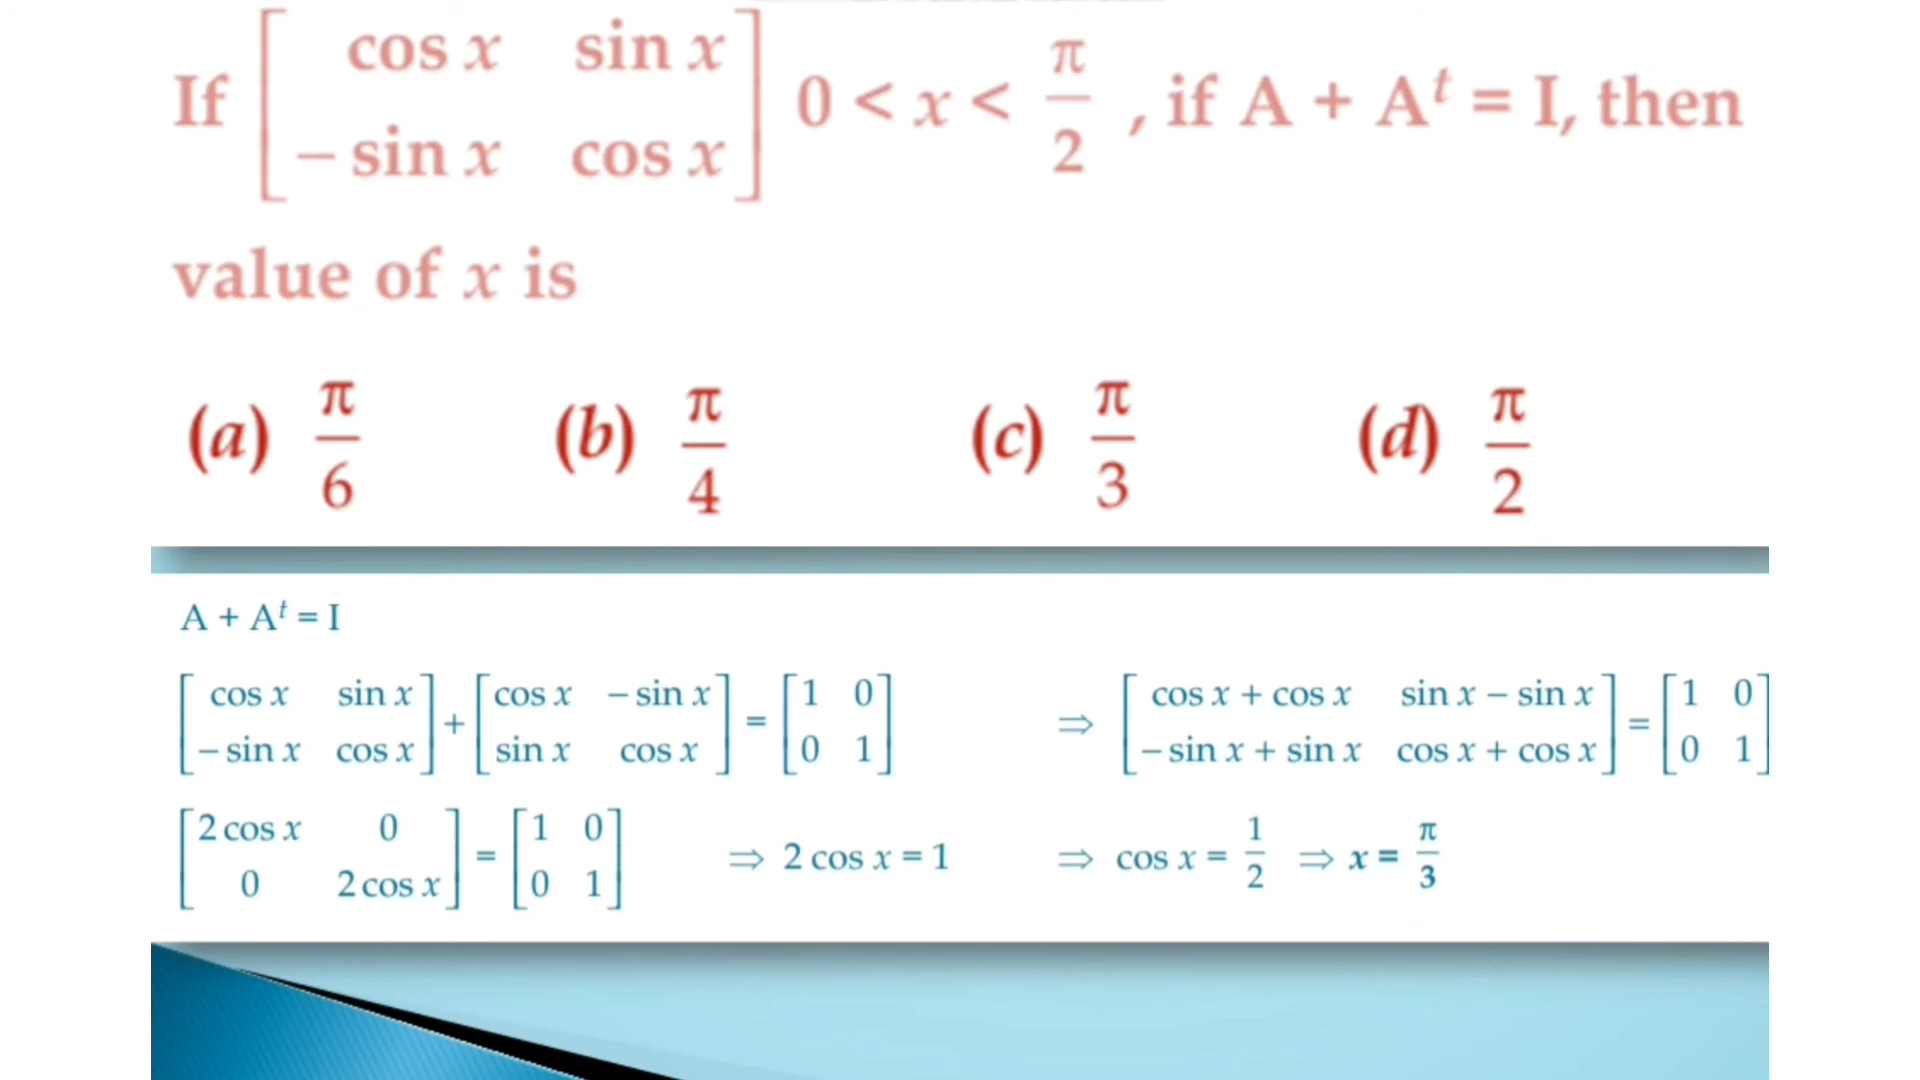 If [ cos x sin x ] 0 < x < π/2 , if A + Aᵗ = I, then
[ – sin x cos x ]
value of x is
(a) π/6 (b) π/4 (c) π/3 (d) π/2
A + Aᵗ = I
[ cos x sin x ] + [ cos x – sin x ] = [ 1 0 ] ⇒ [ cos x + cos x sin x – sin x ] = [ 1 0 ]
[ – sin x cos x ] [ sin x cos x ] [ 0 1 ] [ – sin x + sin x cos x + cos x ] [ 0 1 ]
[ 2 cos x 0 ] = [ 1 0 ] ⇒ 2 cos x = 1 ⇒ cos x = 1/2 ⇒ x = π/3
[ 0 2 cos x ] [ 0 1 ]